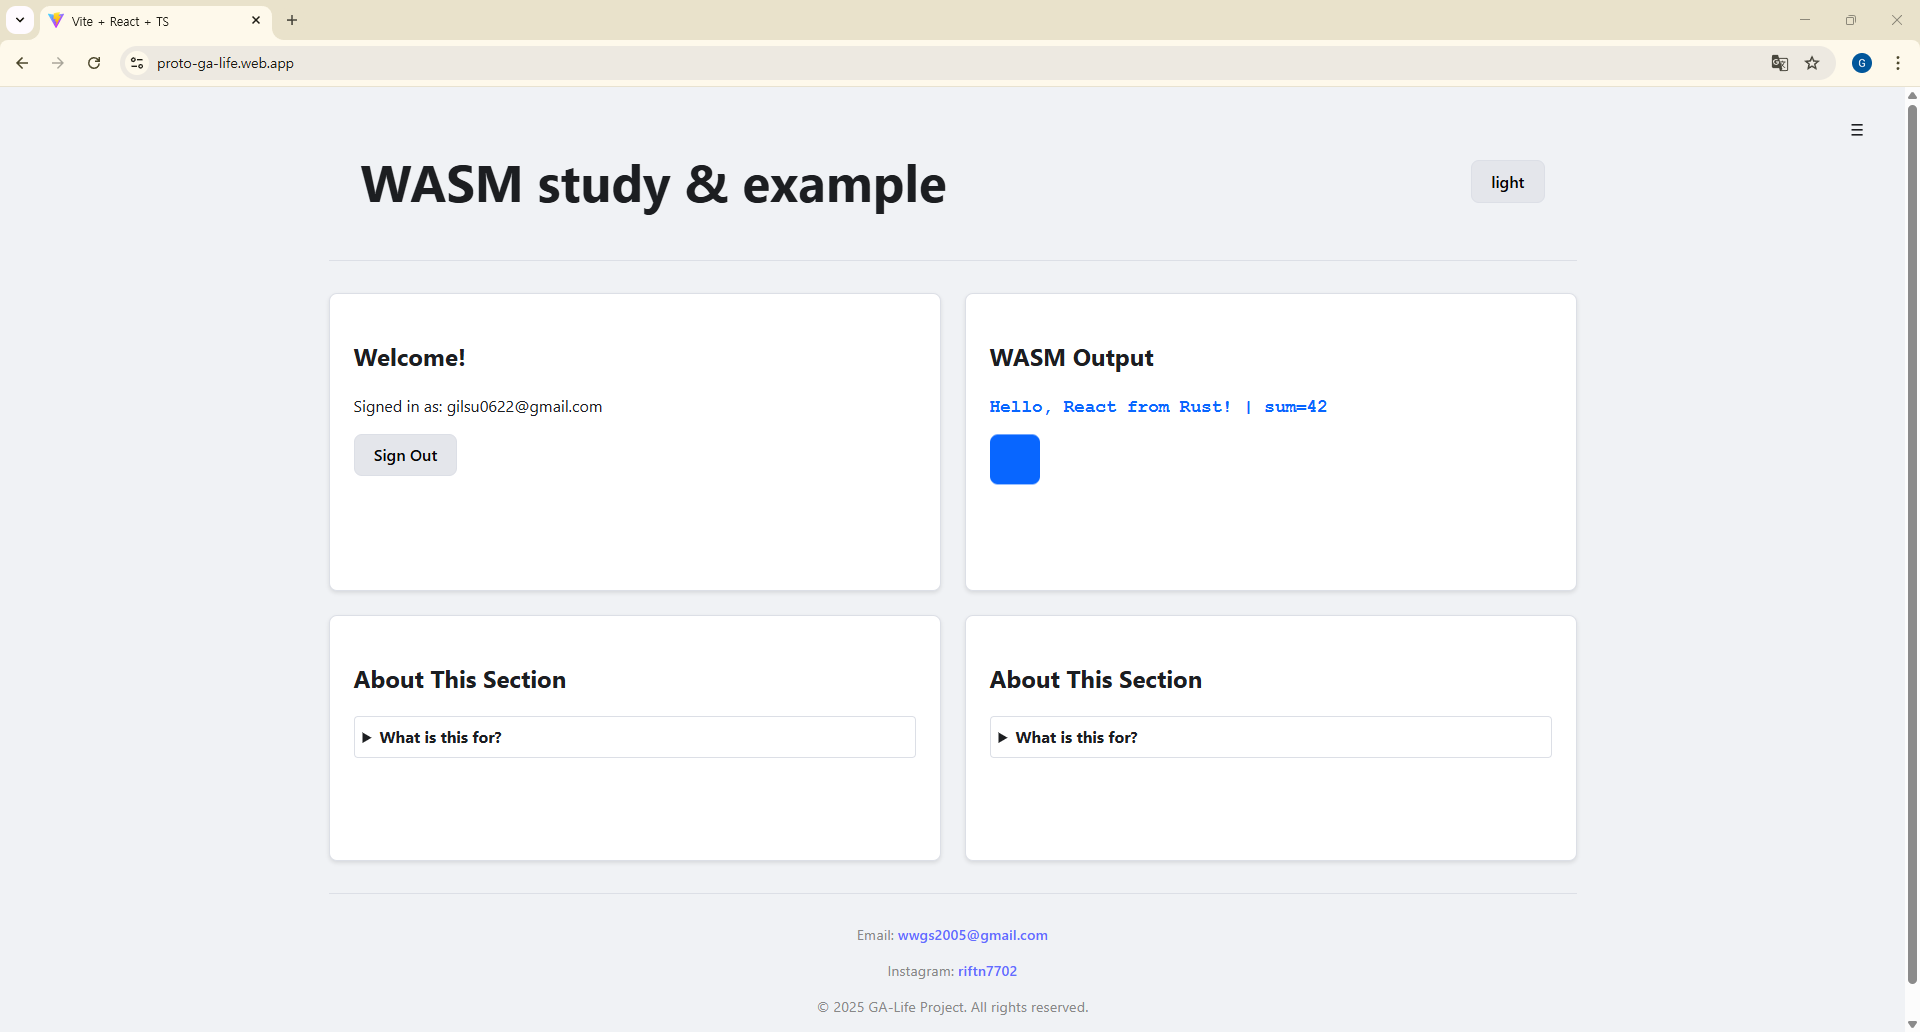 Vite + React + TS
proto-ga-life.web.app
G
WASM study & example
light
Welcome!
Signed in as: gilsu0622@gmail.com
Sign Out
WASM Output
Hello, React from Rust! | sum=42
About This Section
▶ What is this for?
About This Section
▶ What is this for?
Email: wwgs2005@gmail.com
Instagram: riftn7702
© 2025 GA-Life Project. All rights reserved.